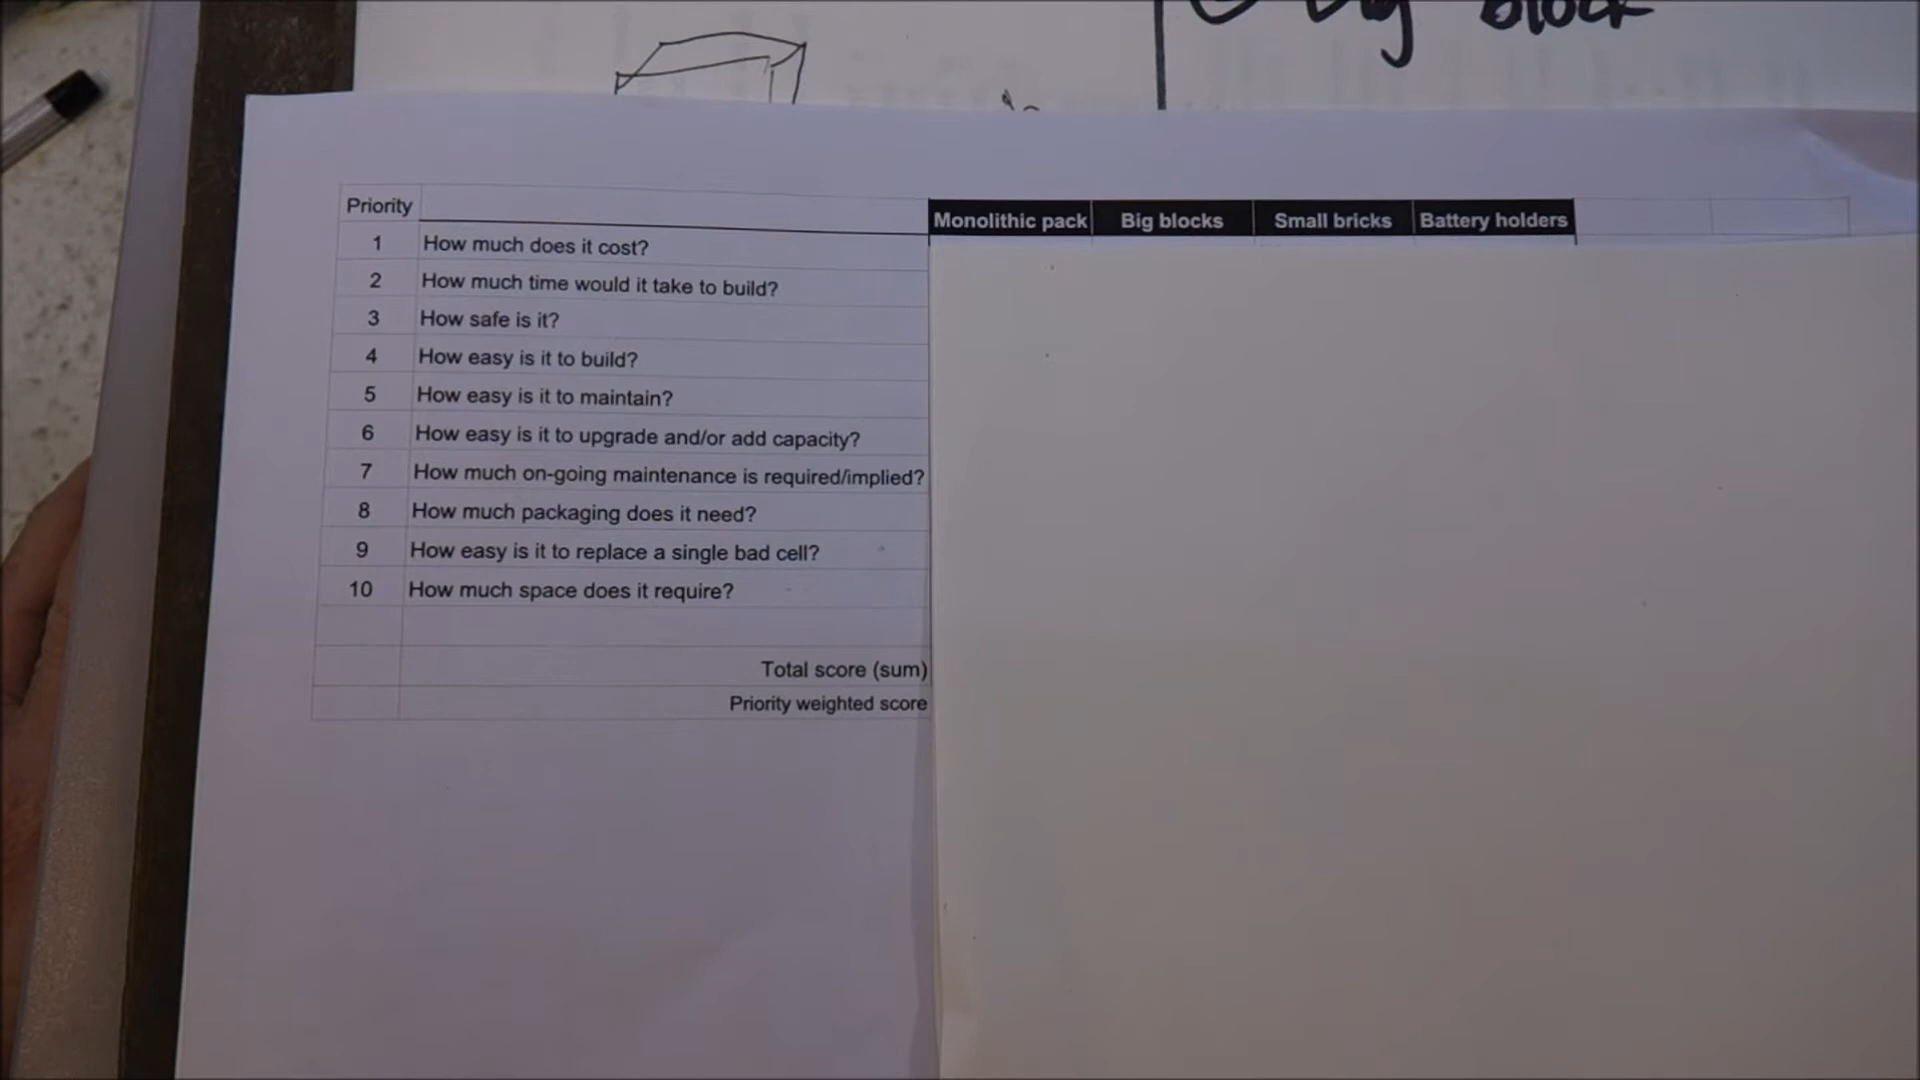 big block
Priority Monolithic pack Big blocks Small bricks Battery holders
1 How much does it cost?
2 How much time would it take to build?
3 How safe is it?
4 How easy is it to build?
5 How easy is it to maintain?
6 How easy is it to upgrade and/or add capacity?
7 How much on-going maintenance is required/implied?
8 How much packaging does it need?
9 How easy is it to replace a single bad cell?
10 How much space does it require?
Total score (sum)
Priority weighted score